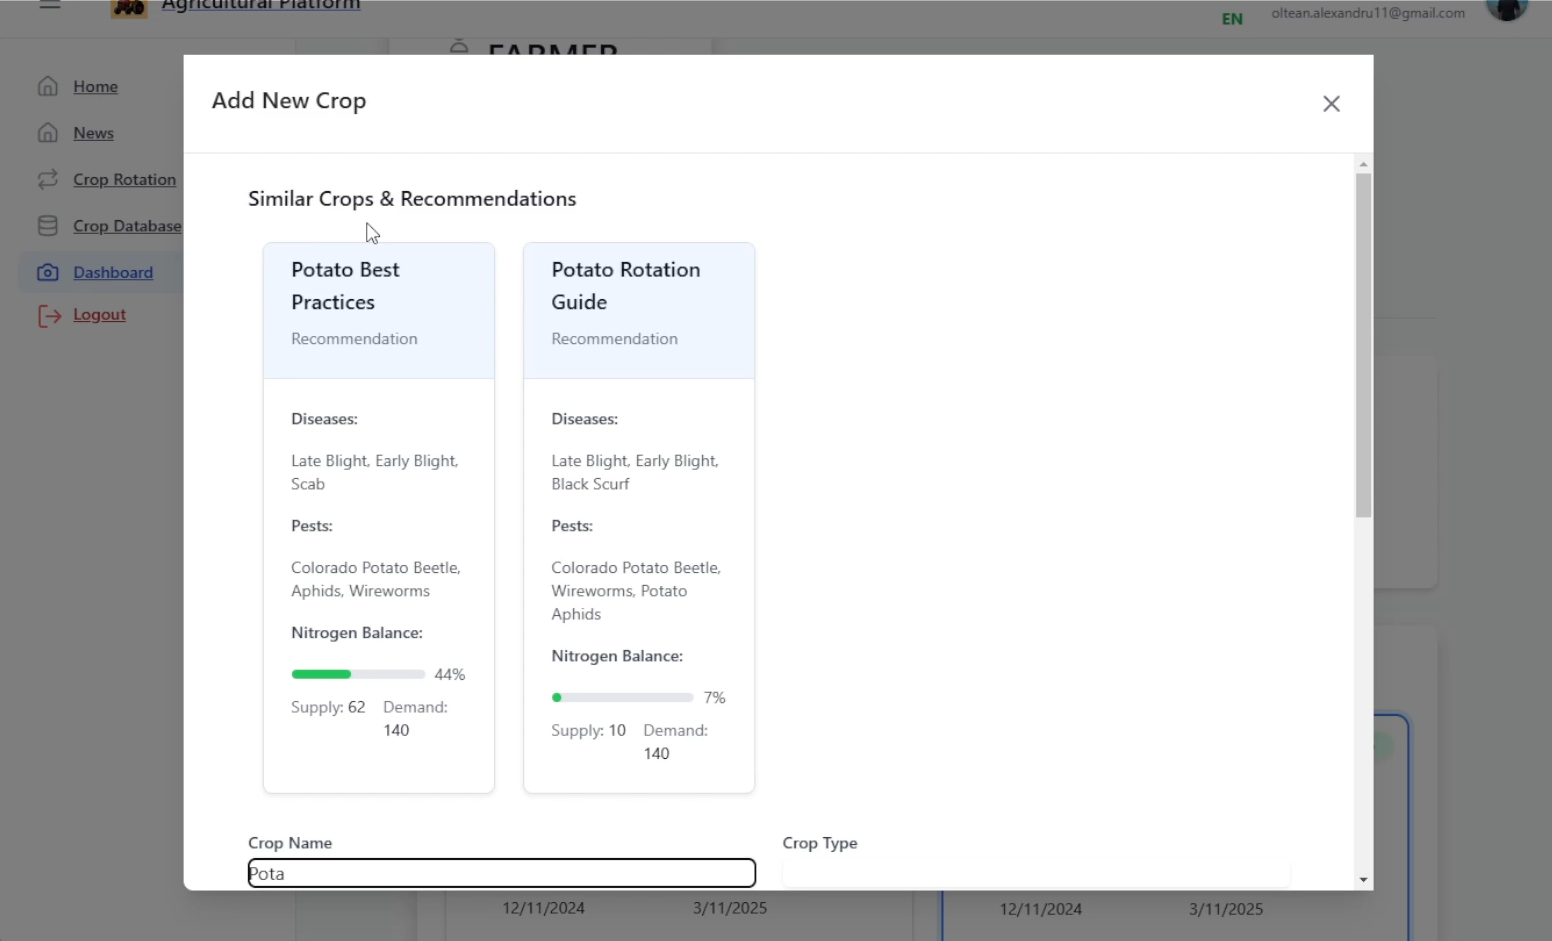 Agricultural Platform
EN
oltean.alexandru11@gmail.com
FARMER
Home
News
Crop Rotation
Crop Database
Dashboard
Logout
Add New Crop
Similar Crops & Recommendations
Potato Best
Practices
Recommendation
Diseases:
Late Blight, Early Blight,
Scab
Pests:
Colorado Potato Beetle,
Aphids, Wireworms
Nitrogen Balance:
44%
Supply: 62 Demand:
140
Potato Rotation
Guide
Recommendation
Diseases:
Late Blight, Early Blight,
Black Scurf
Pests:
Colorado Potato Beetle,
Wireworms, Potato
Aphids
Nitrogen Balance:
7%
Supply: 10 Demand:
140
Crop Name
Pota
Crop Type
12/11/2024 3/11/2025
12/11/2024 3/11/2025